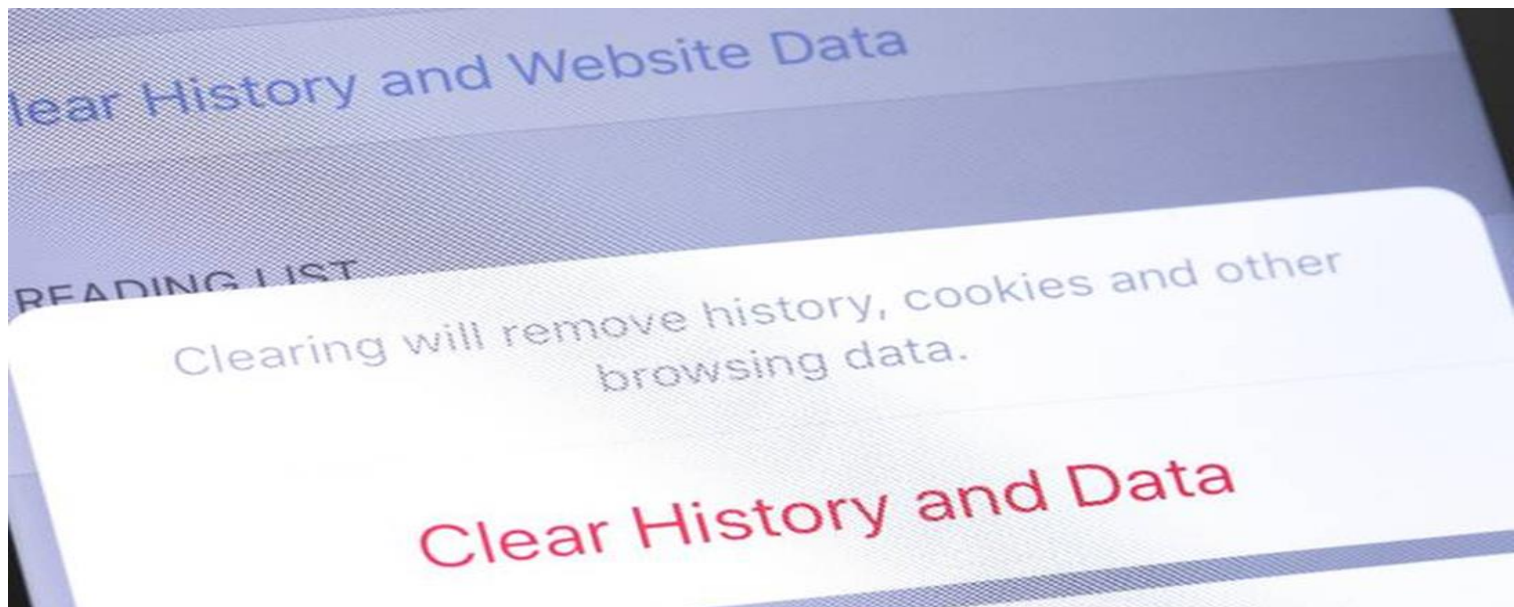 lear History and Website Data
READING LIST
Clearing will remove history, cookies and other
browsing data.
Clear History and Data